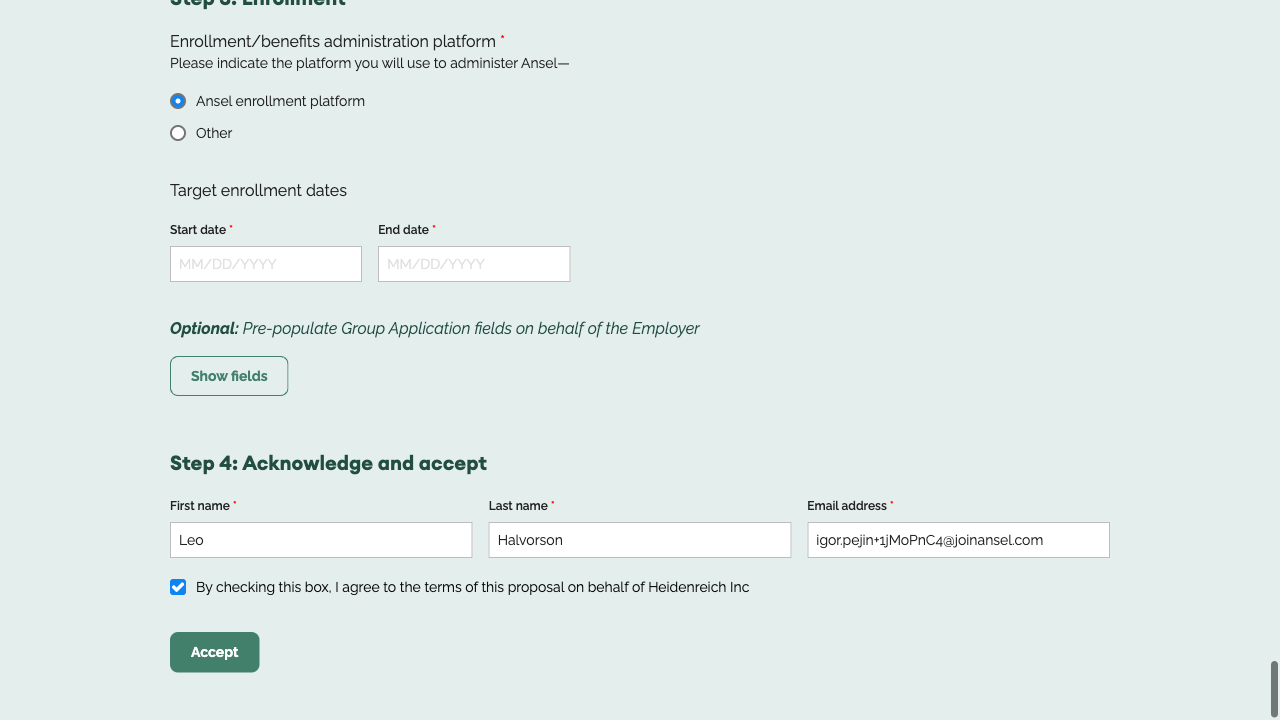 Step 3: Enrollment
Enrollment/benefits administration platform *
Please indicate the platform you will use to administer Ansel—
Ansel enrollment platform
Other
Target enrollment dates
Start date * End date *
MM/DD/YYYY MM/DD/YYYY
Optional: Pre-populate Group Application fields on behalf of the Employer
Show fields
Step 4: Acknowledge and accept
First name * Last name * Email address *
Leo Halvorson igor.pejin+1jMoPnC4@joinansel.com
By checking this box, I agree to the terms of this proposal on behalf of Heidenreich Inc
Accept